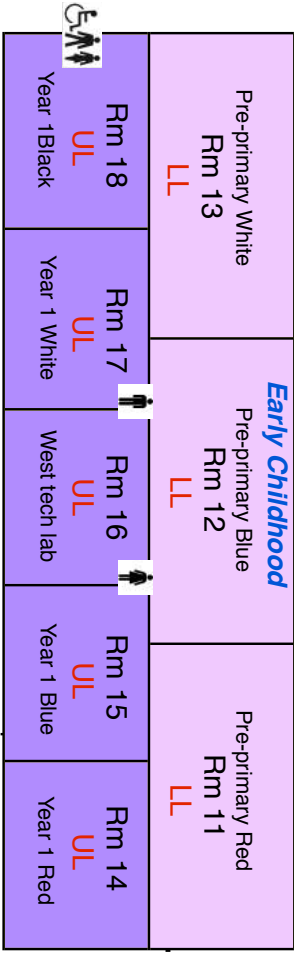 Early Childhood
Pre-primary White
Rm 13
LL
Pre-primary Blue
Rm 12
LL
Pre-primary Red
Rm 11
LL
Rm 18
UL
Year 1Black
Rm 17
UL
Year 1 White
Rm 16
UL
West tech lab
Rm 15
UL
Year 1 Blue
Rm 14
UL
Year 1 Red